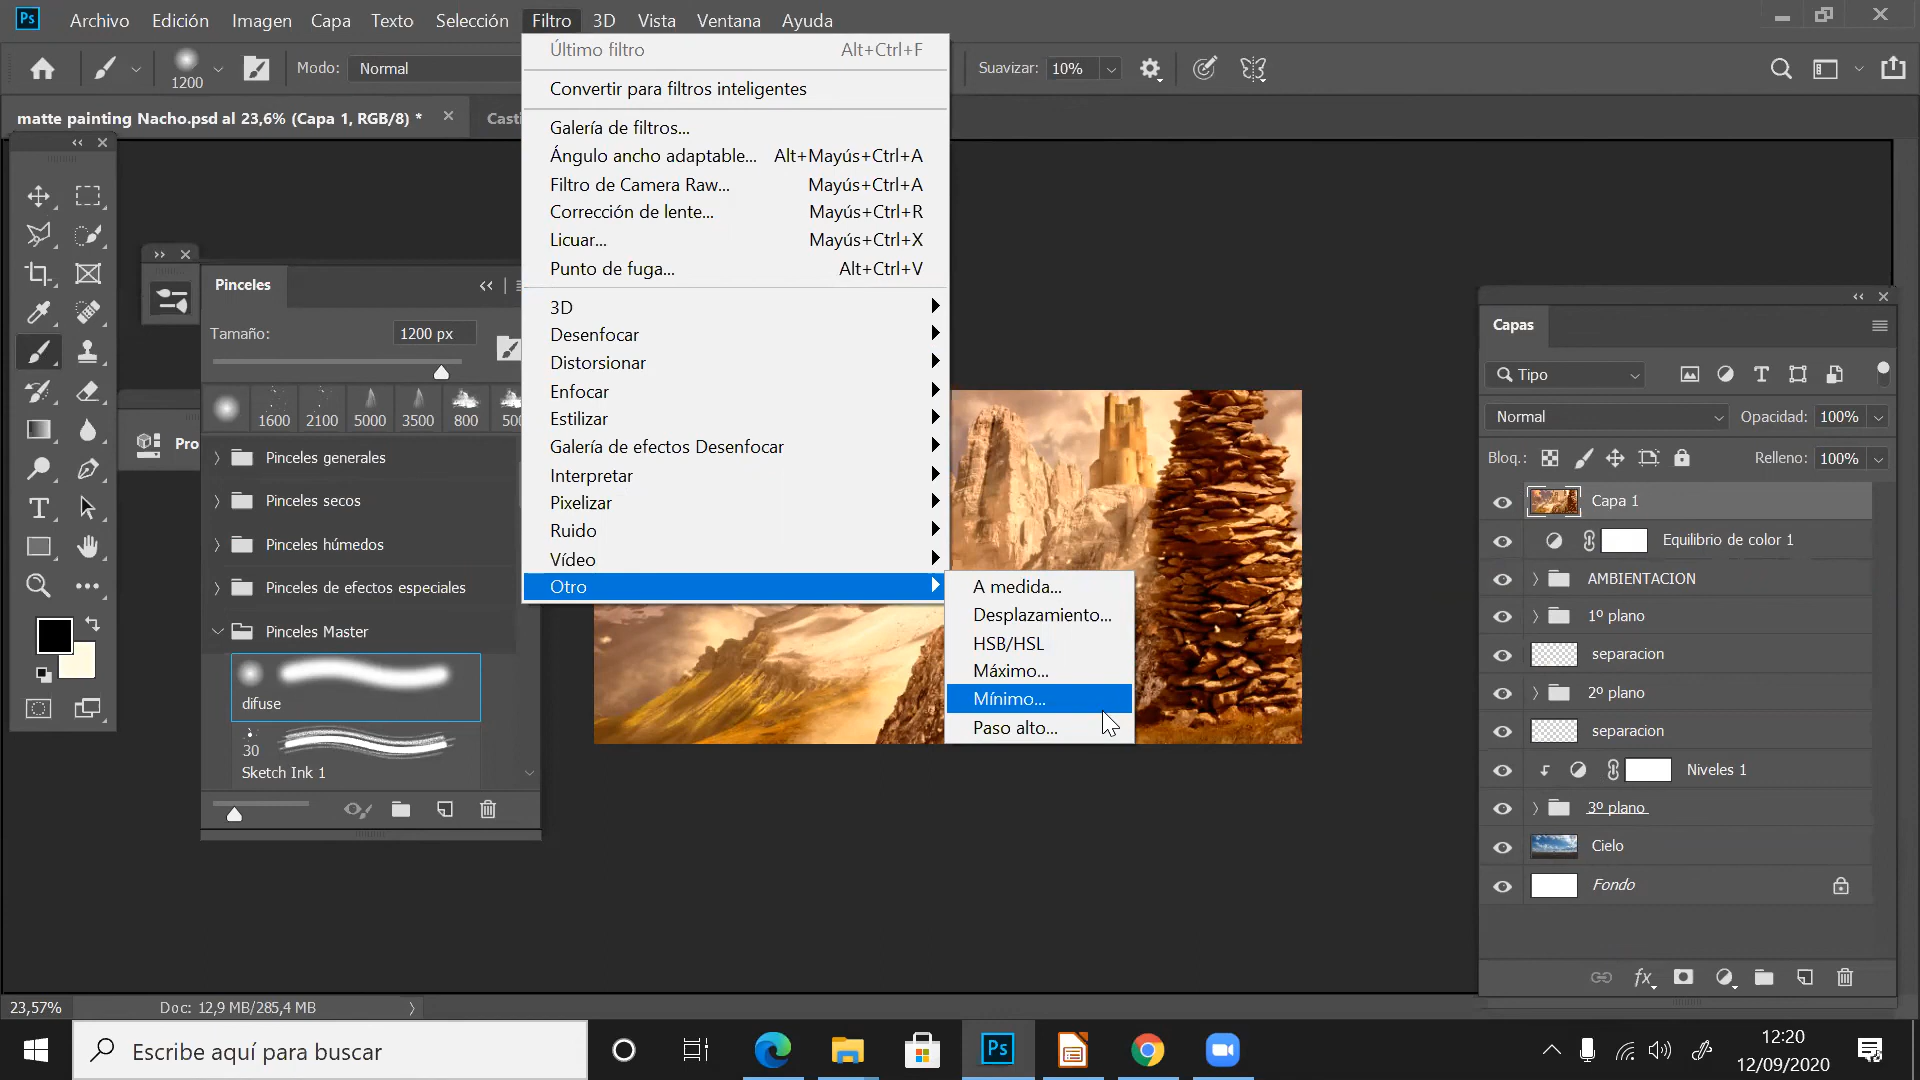 Ps Archivo Edición Imagen Capa Texto Selección Filtro 3D Vista Ventana Ayuda
1200 Modo: Normal Suavizar: 10%
matte painting Nacho.psd al 23,6% (Capa 1, RGB/8) *
Último filtro Alt+Ctrl+F
Convertir para filtros inteligentes
Galería de filtros...
Ángulo ancho adaptable... Alt+Mayús+Ctrl+A
Filtro de Camera Raw... Mayús+Ctrl+A
Corrección de lente... Mayús+Ctrl+R
Licuar... Mayús+Ctrl+X
Punto de fuga... Alt+Ctrl+V
3D
Desenfocar
Distorsionar
Enfocar
Estilizar
Galería de efectos Desenfocar
Interpretar
Pixelizar
Ruido
Vídeo
Otro
A medida...
Desplazamiento...
HSB/HSL
Máximo...
Mínimo...
Paso alto...
Pinceles
Tamaño: 1200 px
1600 2100 5000 3500 800
Pro
Pinceles generales
Pinceles secos
Pinceles húmedos
Pinceles de efectos especiales
Pinceles Master
difuse
30
Sketch Ink 1
Capas
Tipo
Normal Opacidad: 100%
Bloq.: Relleno: 100%
Capa 1
Equilibrio de color 1
AMBIENTACION
1º plano
separacion
2º plano
separacion
Niveles 1
3º plano
Cielo
Fondo
fx
23,57% Doc: 12,9 MB/285,4 MB
Escribe aquí para buscar
Ps
12:20
12/09/2020